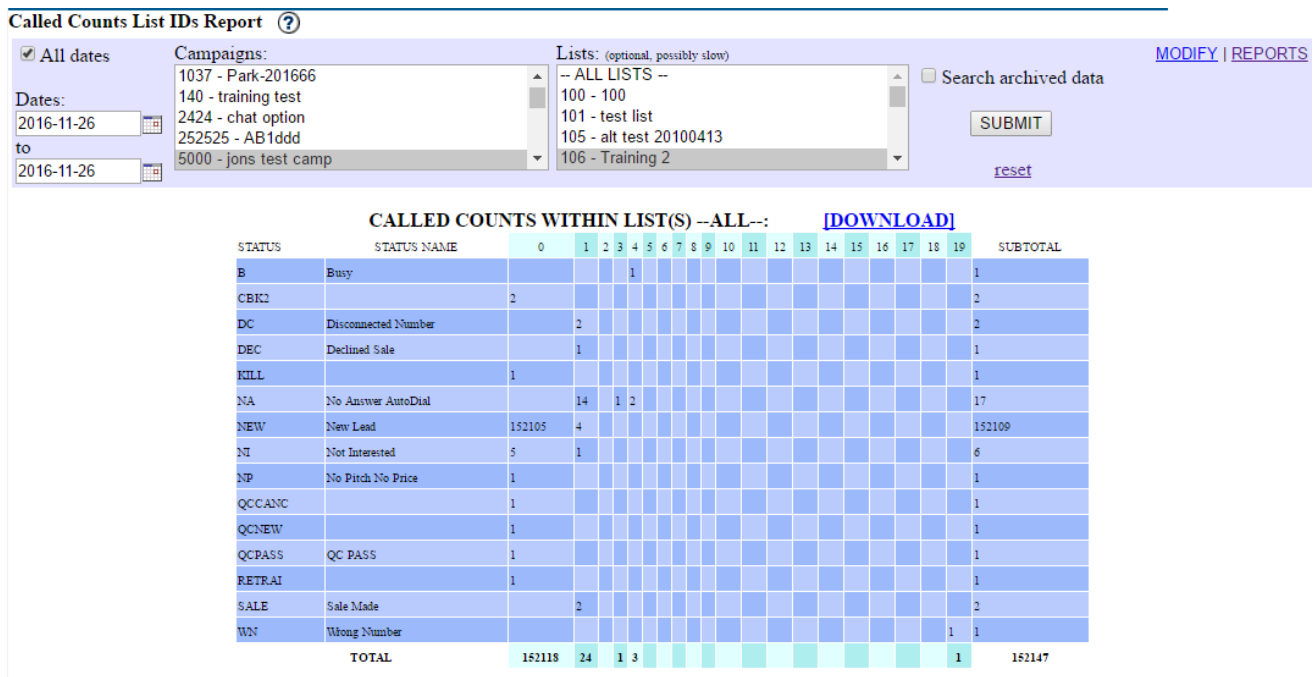 Called Counts List IDs Report ?
All dates Campaigns: Lists: (optional, possibly slow) MODIFY | REPORTS
1037 - Park-201666 -- ALL LISTS -- Search archived data
Dates: 140 - training test 100 - 100
2016-11-26 2424 - chat option 101 - test list SUBMIT
to 252525 - AB1ddd 105 - alt test 20100413
2016-11-26 5000 - jons test camp 106 - Training 2 reset
CALLED COUNTS WITHIN LIST(S) --ALL--: [DOWNLOAD]
STATUS STATUS NAME 0 1 2 3 4 5 6 7 8 9 10 11 12 13 14 15 16 17 18 19 SUBTOTAL
B Busy 1 1
CBK2 2 2
DC Disconnected Number 2 2
DEC Declined Sale 1 1
KILL 1 1
NA No Answer AutoDial 14 1 2 17
NEW New Lead 152105 4 152109
NI Not Interested 5 1 6
NP No Pitch No Price 1 1
QCCANC 1 1
QCNEW 1 1
QCPASS QC PASS 1 1
RETRAI 1 1
SALE Sale Made 2 2
WN Wrong Number 1 1
TOTAL 152118 24 1 3 1 152147